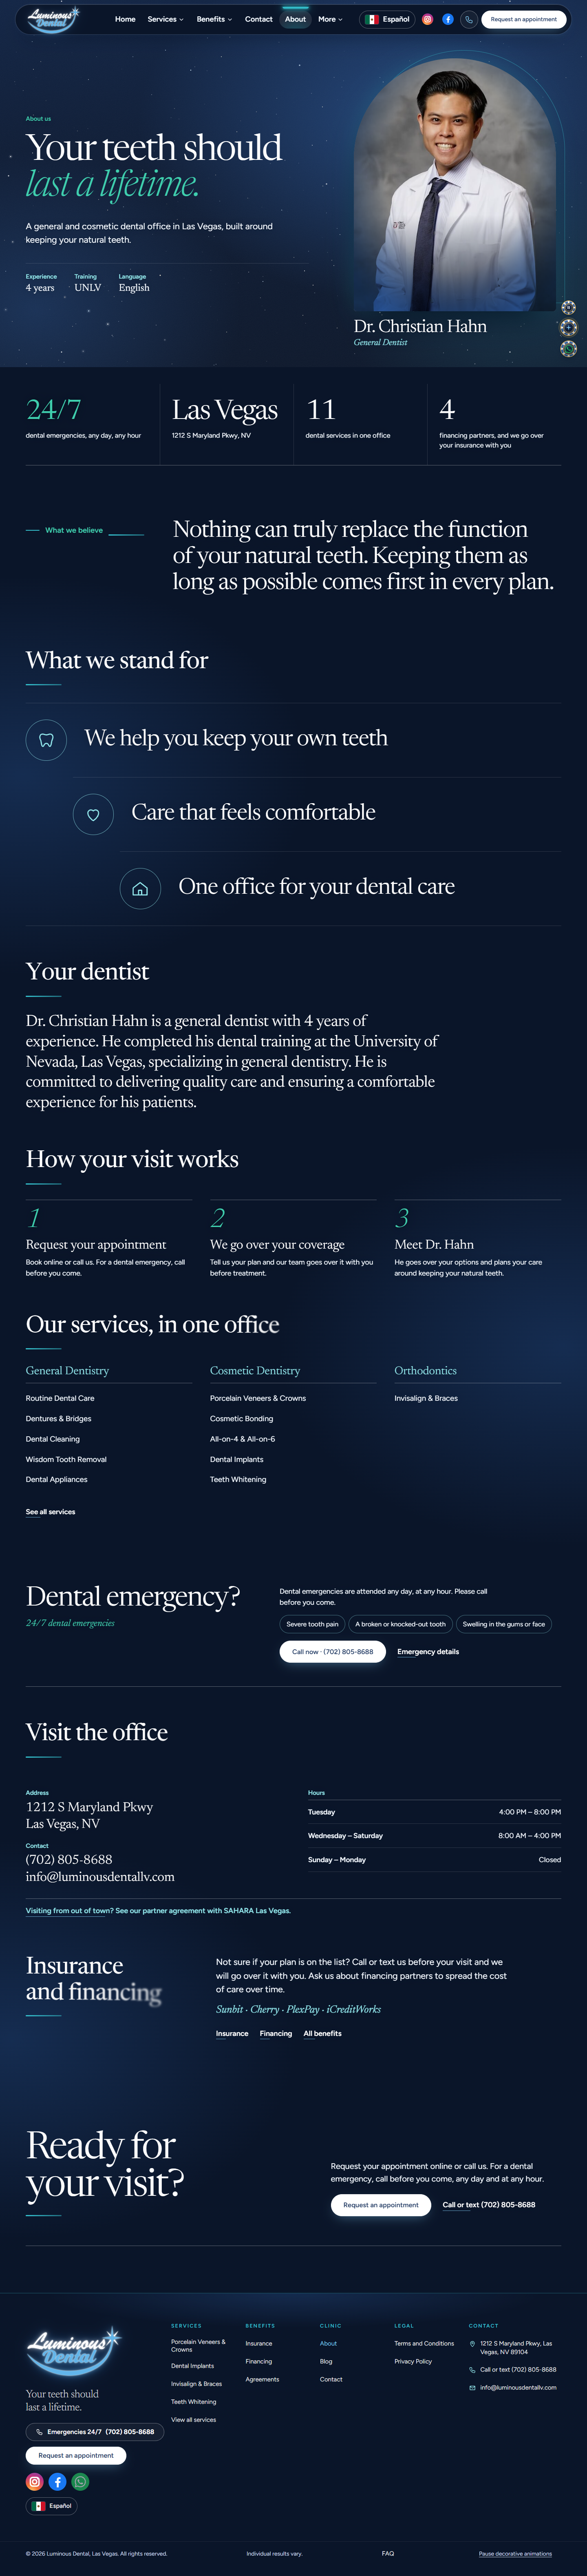 Luminous Dental
Home Services Benefits Contact About More Español Request an appointment
About us
Your teeth should
last a lifetime.
A general and cosmetic dental office in Las Vegas, built around
keeping your natural teeth.
Experience Training Language
4 years UNLV English
Dr. Christian Hahn
General Dentist
24/7 Las Vegas 11 4
dental emergencies, any day, any hour
1212 S Maryland Pkwy, NV
dental services in one office
financing partners, and we go over
your insurance with you
What we believe
Nothing can truly replace the function
of your natural teeth. Keeping them as
long as possible comes first in every plan.
What we stand for
We help you keep your own teeth
Care that feels comfortable
One office for your dental care
Your dentist
Dr. Christian Hahn is a general dentist with 4 years of
experience. He completed his dental training at the University of
Nevada, Las Vegas, specializing in general dentistry. He is
committed to delivering quality care and ensuring a comfortable
experience for his patients.
How your visit works
1
Request your appointment
Book online or call us. For a dental emergency, call
before you come.
2
We go over your coverage
Tell us your plan and our team goes over it with you
before treatment.
3
Meet Dr. Hahn
He goes over your options and plans your care
around keeping your natural teeth.
Our services, in one office
General Dentistry
Routine Dental Care
Dentures & Bridges
Dental Cleaning
Wisdom Tooth Removal
Dental Appliances
Cosmetic Dentistry
Porcelain Veneers & Crowns
Cosmetic Bonding
All-on-4 & All-on-6
Dental Implants
Teeth Whitening
Orthodontics
Invisalign & Braces
See all services
Dental emergency?
24/7 dental emergencies
Dental emergencies are attended any day, at any hour. Please call
before you come.
Severe tooth pain A broken or knocked-out tooth Swelling in the gums or face
Call now · (702) 805-8688 Emergency details
Visit the office
Address
1212 S Maryland Pkwy
Las Vegas, NV
Contact
(702) 805-8688
info@luminousdentallv.com
Hours
Tuesday 4:00 PM – 8:00 PM
Wednesday – Saturday 8:00 AM – 4:00 PM
Sunday – Monday Closed
Visiting from out of town? See our partner agreement with SAHARA Las Vegas.
Insurance
and financing
Not sure if your plan is on the list? Call or text us before your visit and we
will go over it with you. Ask us about financing partners to spread the cost
of care over time.
Sunbit · Cherry · PlexPay · iCreditWorks
Insurance Financing All benefits
Ready for
your visit?
Request your appointment online or call us. For a dental
emergency, call before you come, any day and at any hour.
Request an appointment Call or text (702) 805-8688
Luminous Dental
Your teeth should
last a lifetime.
Emergencies 24/7 (702) 805-8688
Request an appointment
Español
SERVICES
Porcelain Veneers &
Crowns
Dental Implants
Invisalign & Braces
Teeth Whitening
View all services
BENEFITS
Insurance
Financing
Agreements
CLINIC
About
Blog
Contact
LEGAL
Terms and Conditions
Privacy Policy
CONTACT
1212 S Maryland Pkwy, Las
Vegas, NV 89104
Call or text (702) 805-8688
info@luminousdentallv.com
© 2026 Luminous Dental, Las Vegas. All rights reserved. Individual results vary. FAQ Pause decorative animations